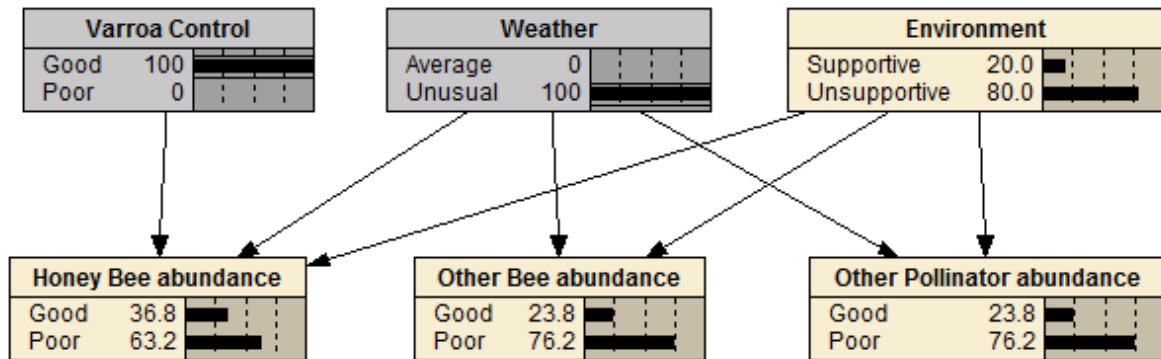 Varroa Control
Good 100
Poor 0
Weather
Average 0
Unusual 100
Environment
Supportive 20.0
Unsupportive 80.0
Honey Bee abundance
Good 36.8
Poor 63.2
Other Bee abundance
Good 23.8
Poor 76.2
Other Pollinator abundance
Good 23.8
Poor 76.2